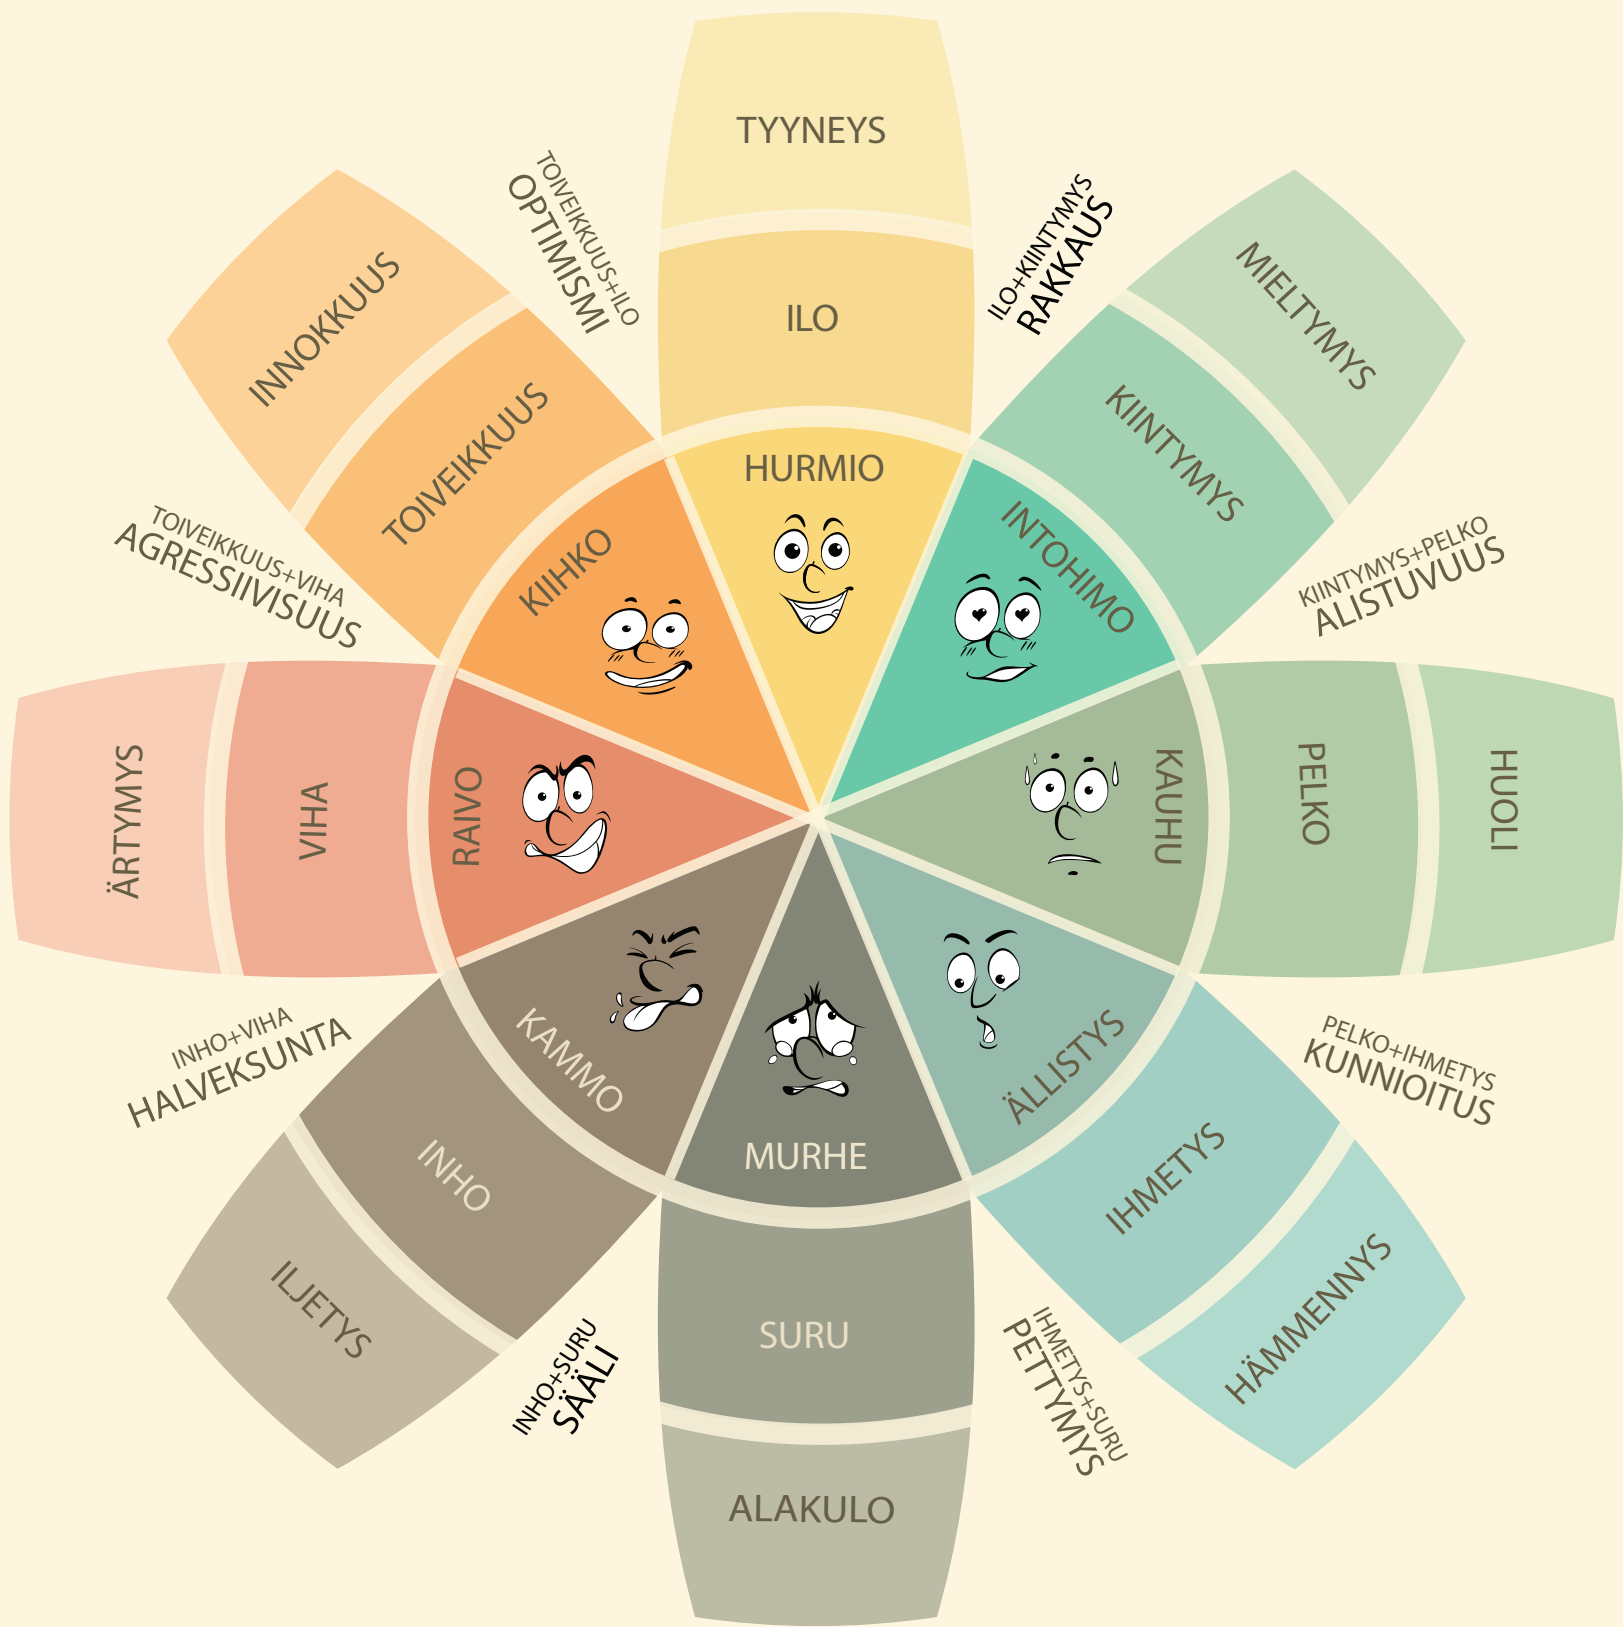 TYYNEYS
ILO
HURMIO
ILO+KIINTYMYS
RAKKAUS
MIELTYMYS
KIINTYMYS
INTOHIMO
KIINTYMYS+PELKO
ALISTUVUUS
HUOLI
PELKO
KAUHU
PELKO+IHMETYS
KUNNIOITUS
HÄMMENNYS
IHMETYS
ÄLLISTYS
IHMETYS+SURU
PETTYMYS
MURHE
SURU
ALAKULO
INHO+SURU
SÄÄLI
KAMMO
INHO
ILJETYS
INHO+VIHA
HALVEKSUNTA
ÄRTYMYS
VIHA
RAIVO
TOIVEIKKUUS+VIHA
AGRESSIIVISUUS
INNOKKUUS
TOIVEIKKUUS
KIIHKO
TOIVEIKKUUS+ILO
OPTIMISMI